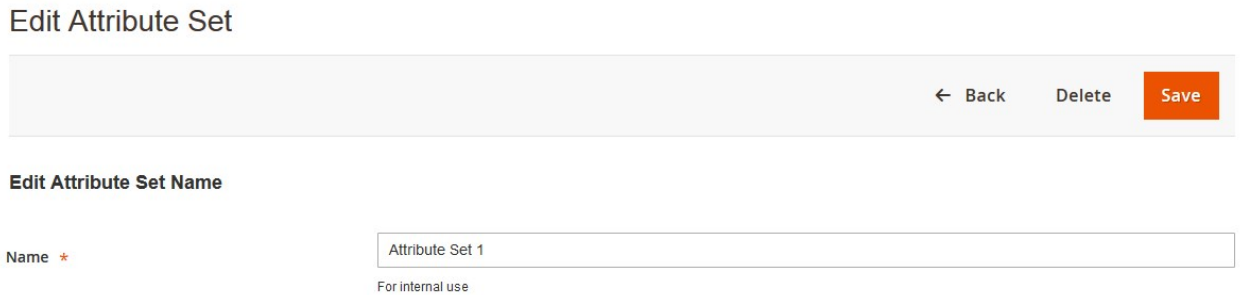 Edit Attribute Set
← Back Delete Save
Edit Attribute Set Name
Name * Attribute Set 1
For internal use